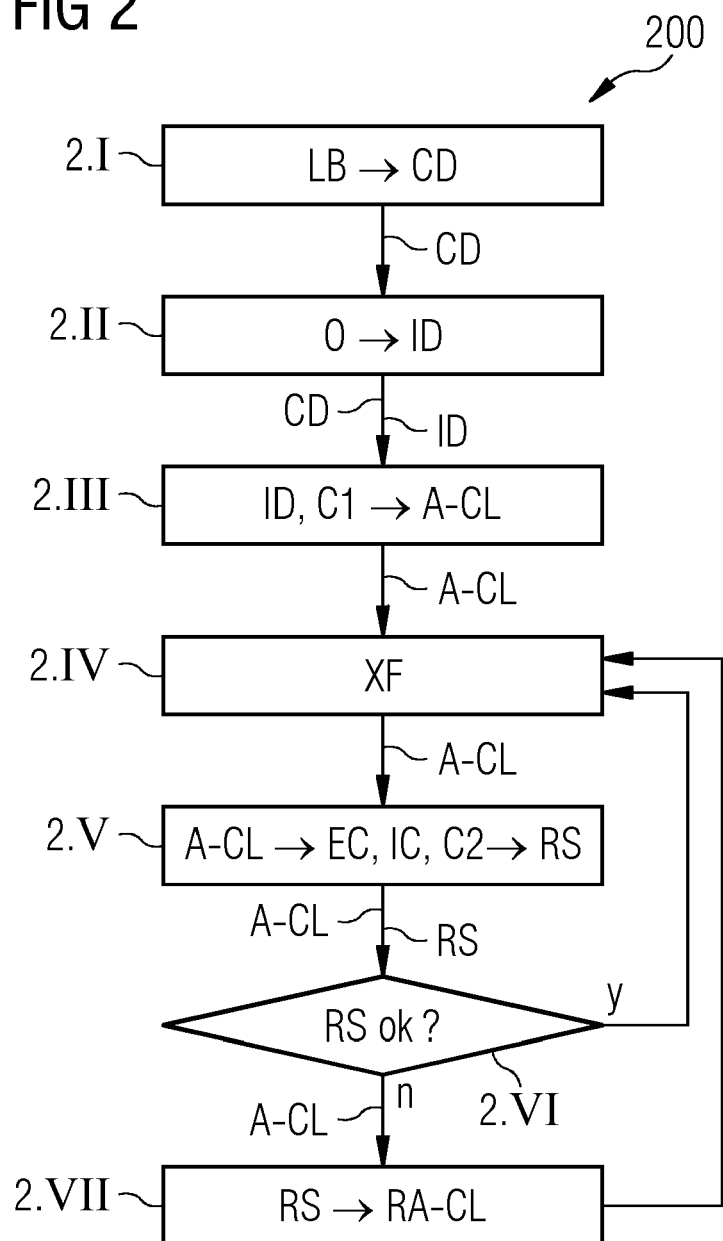 FIG 2
200
2.I
LB → CD
CD
2.II
O → ID
CD
ID
2.III
ID, C1 → A-CL
A-CL
2.IV
XF
A-CL
2.V
A-CL → EC, IC, C2 → RS
A-CL
RS
RS ok ?
y
n
2.VI
A-CL
2.VII
RS → RA-CL